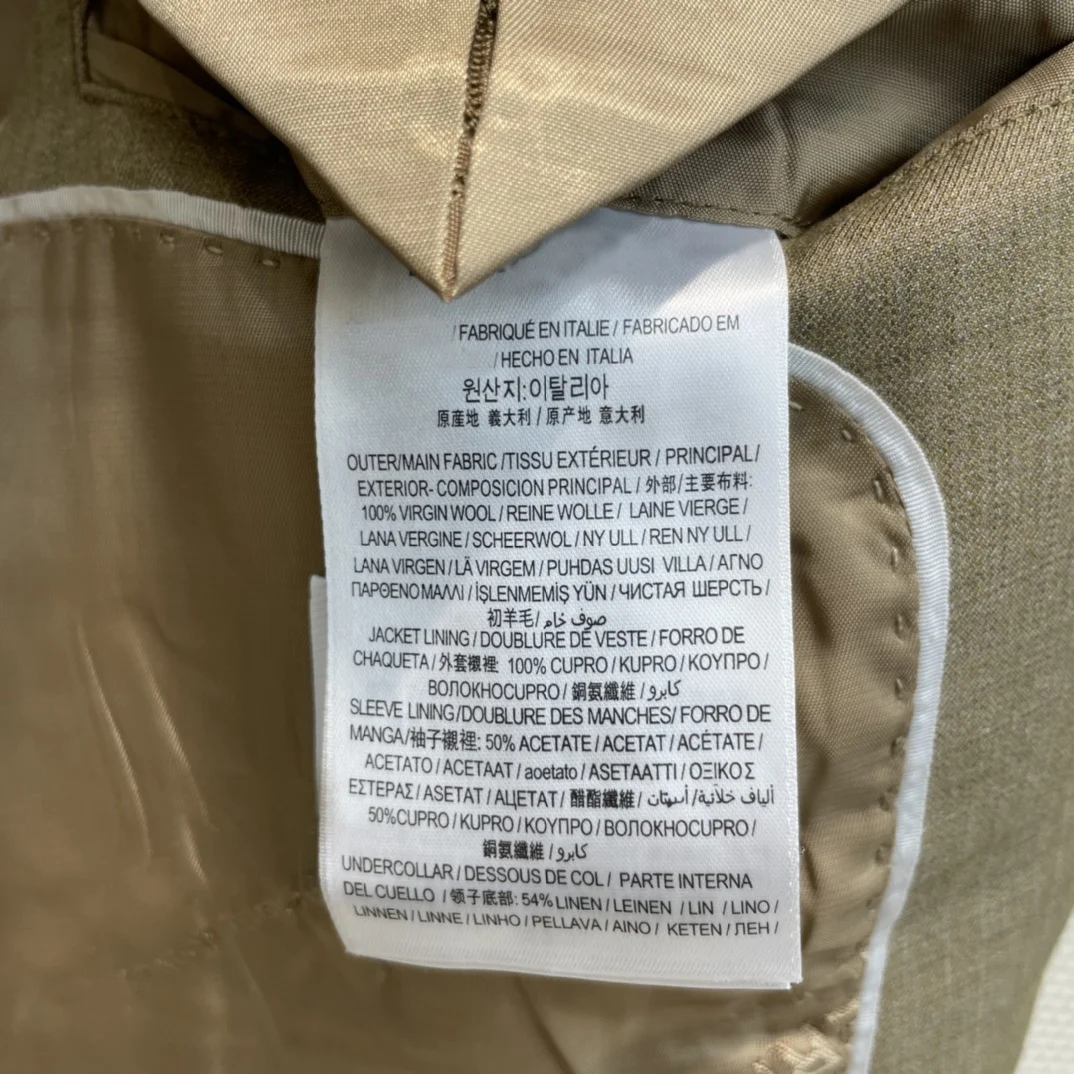 / FABRIQUÉ EN ITALIE / FABRICADO EM
/ HECHO EN ITALIA
원산지:이탈리아
原産地 義大利 / 原产地 意大利
OUTER/MAIN FABRIC /TISSU EXTÉRIEUR / PRINCIPAL/
EXTERIOR- COMPOSICION PRINCIPAL / 外部/主要布料:
100% VIRGIN WOOL / REINE WOLLE / LAINE VIERGE /
LANA VERGINE / SCHEERWOL / NY ULL / REN NY ULL /
LANA VIRGEN / LÃ VIRGEM / PUHDAS UUSI VILLA / ΑΓΝΟ
ΠΑΡΘΕΝΟ ΜΑΛΛΙ / İŞLENMEMİŞ YÜN / ЧИСТАЯ ШЕРСТЬ /
初羊毛/ صوف خام /
JACKET LINING / DOUBLURE DE VESTE / FORRO DE
CHAQUETA / 外套襯裡: 100% CUPRO / KUPRO / ΚΟΥΠΡΟ /
ВОЛОКНОCUPRO / 銅氨纖維 / كابرو
SLEEVE LINING/DOUBLURE DES MANCHES/ FORRO DE
MANGA/袖子襯裡: 50% ACETATE / ACETAT / ACÉTATE /
ACETATO / ACETAAT / aoetato / ASETAATTI / ΟΞΙΚΟΣ
ΕΣΤΕΡΑΣ / ASETAT / АЦЕТАТ / 醋酯纖維 / ألياف خلانية/ أسيتات
50%CUPRO / KUPRO / ΚΟΥΠΡΟ / ВОЛОКНОCUPRO /
銅氨纖維 / كابرو
UNDERCOLLAR / DESSOUS DE COL / PARTE INTERNA
DEL CUELLO / 领子底部: 54% LINEN / LEINEN / LIN / LINO /
LINNEN / LINNE / LINHO / PELLAVA / ΛΙΝΟ / KETEN / ЛЕН /